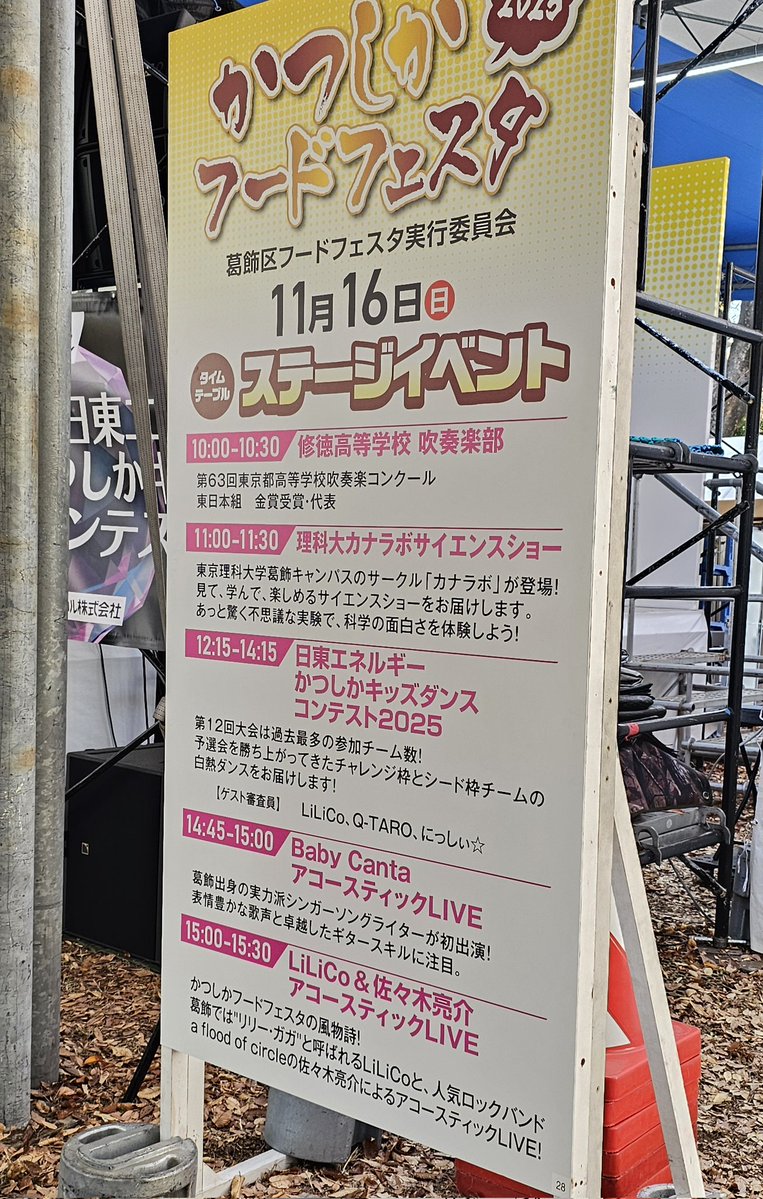 かつしか
2025
フードフェスタ
葛飾区フードフェスタ実行委員会
11月16日日
タイム
テーブル
ステージイベント
10:00-10:30 修徳高等学校 吹奏楽部
第63回東京都高等学校吹奏楽コンクール
東日本組 金賞受賞・代表
11:00-11:30 理科大カナラボサイエンスショー
東京理科大学葛飾キャンパスのサークル「カナラボ」が登場!
見て、学んで、楽しめるサイエンスショーをお届けします。
あっと驚く不思議な実験で、科学の面白さを体験しよう!
12:15-14:15 日東エネルギー
かつしかキッズダンス
コンテスト2025
第12回大会は過去最多の参加チーム数!
予選会を勝ち上がってきたチャレンジ枠とシード枠チームの
白熱ダンスをお届けします!
【ゲスト審査員】 LiLiCo、Q-TARO、にっしぃ☆
14:45-15:00 Baby Canta
アコースティックLIVE
葛飾出身の実力派シンガーソングライターが初出演!
表情豊かな歌声と卓越したギタースキルに注目。
15:00-15:30 LiLiCo&佐々木亮介
アコースティックLIVE
かつしかフードフェスタの風物詩!
葛飾では"リリー・ガガ"と呼ばれるLiLiCoと、人気ロックバンド
a flood of circleの佐々木亮介によるアコースティックLIVE!
28
日東エ
つしかキ
ンテス
ル株式会社